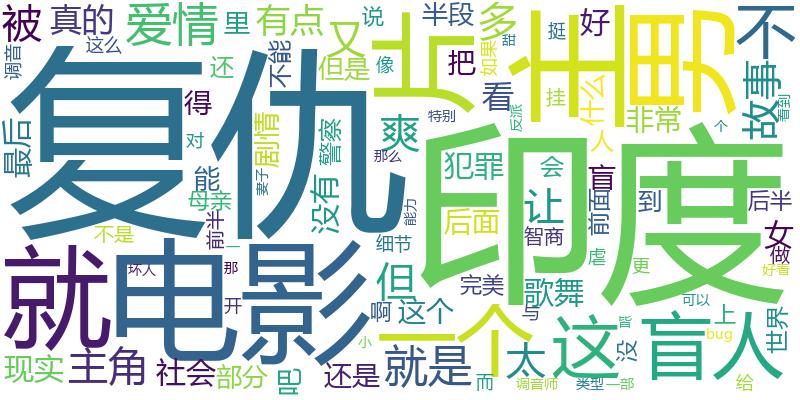 被
真的
爱情
里
有点
说
半段
多
片
主
男
好
不
调音
这么
还
又
不能
但是
像
把
如果
甜
挺
复仇
得
看
挂
什么
故事
看到
最后
对
剧情
警察
爽
特别
反派
人
非常
个
能
妻子
没有
那么
犯罪
会
盲
印度
母亲
能力
后面
让
前面
到
后半
不是
前半
一
细节
智商
虐
更
女
做
就
电影
坏人
那
但
完美
歌舞
好看
开
啊
这个
一个
与
这
盲人
可以
上
世界
现实
主角
社会
部分
吧
小
还是
就是
而
太
没
皆
bug
调音师
类型
一部
给